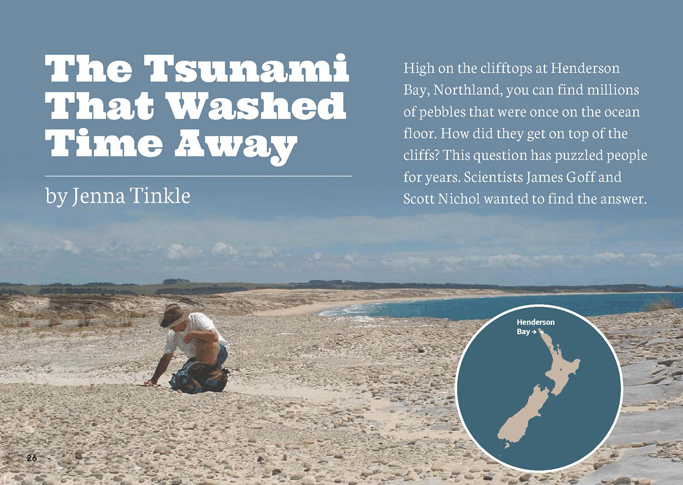 The Tsunami
That Washed
Time Away
by Jenna Tinkle
High on the clifftops at Henderson
Bay, Northland, you can find millions
of pebbles that were once on the ocean
floor. How did they get on top of the
cliffs? This question has puzzled people
for years. Scientists James Goff and
Scott Nichol wanted to find the answer.
Henderson
Bay →
26